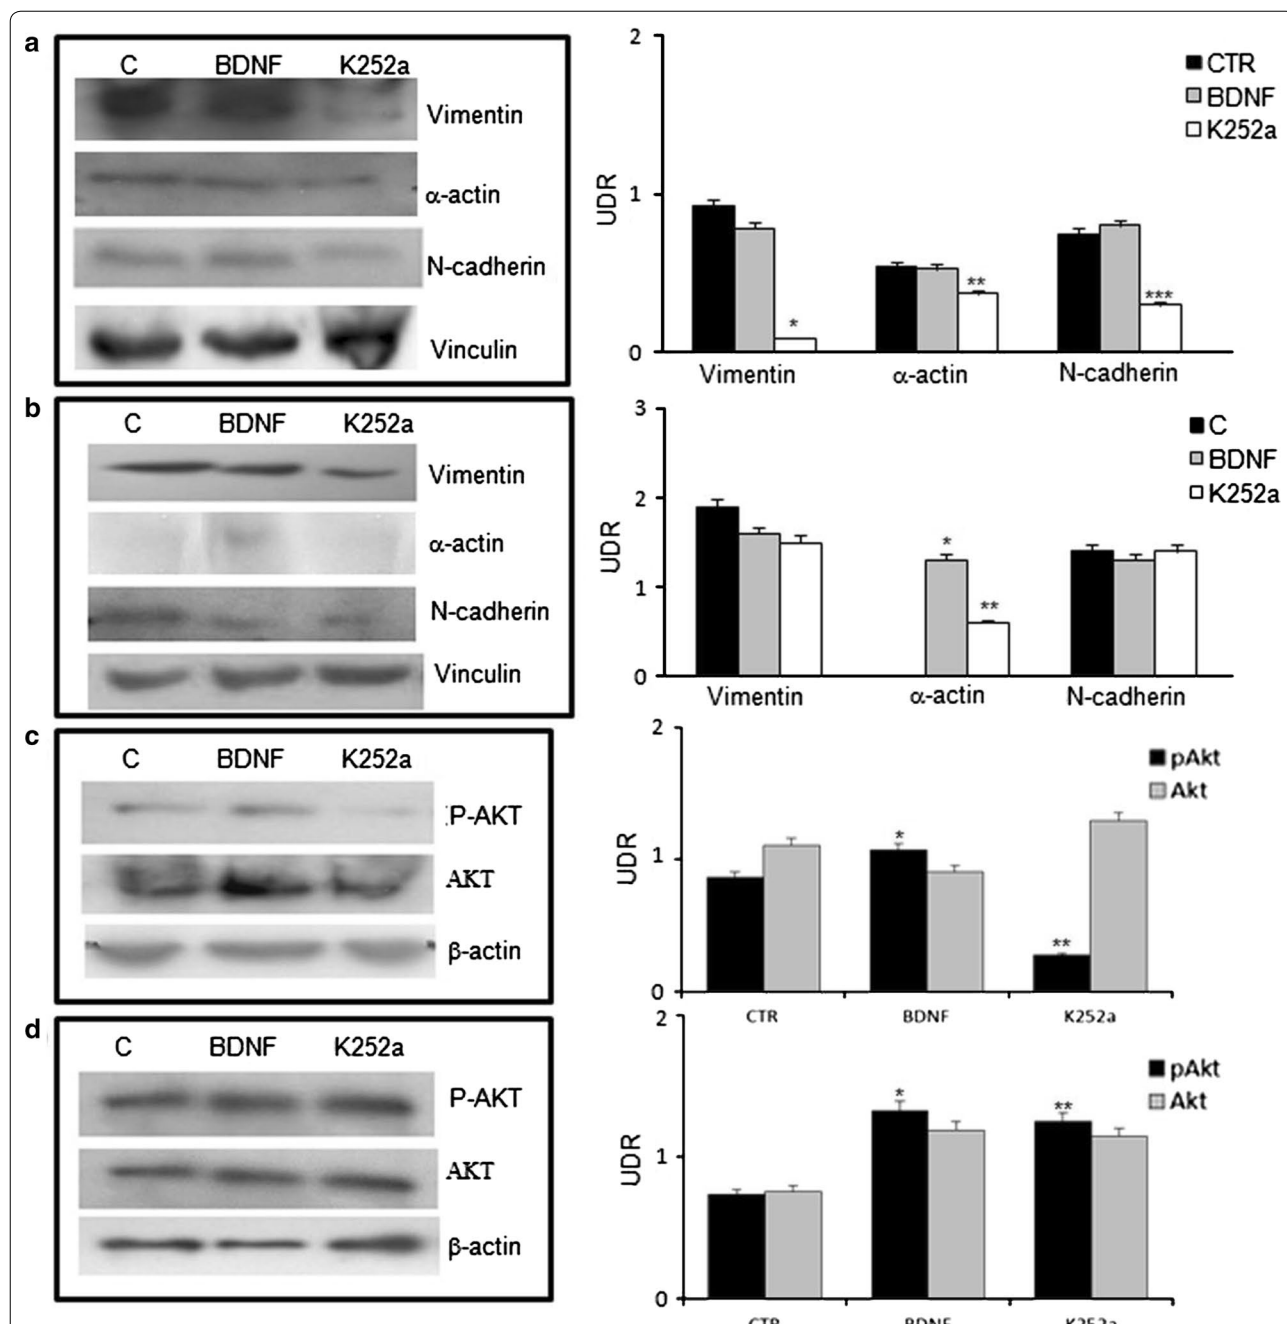 a
C BDNF K252a
Vimentin
α-actin
N-cadherin
Vinculin
2
1
0
UDR
CTR
BDNF
K252a
*
**
***
Vimentin α-actin N-cadherin
b
C BDNF K252a
Vimentin
α-actin
N-cadherin
Vinculin
3
2
1
0
UDR
C
BDNF
K252a
*
**
Vimentin α-actin N-cadherin
c
C BDNF K252a
P-AKT
AKT
β-actin
2
1
0
UDR
pAkt
Akt
*
**
CTR BDNF K252a
d
C BDNF K252a
P-AKT
AKT
β-actin
2
1
0
UDR
pAkt
Akt
*
**
CTR BDNF K252a